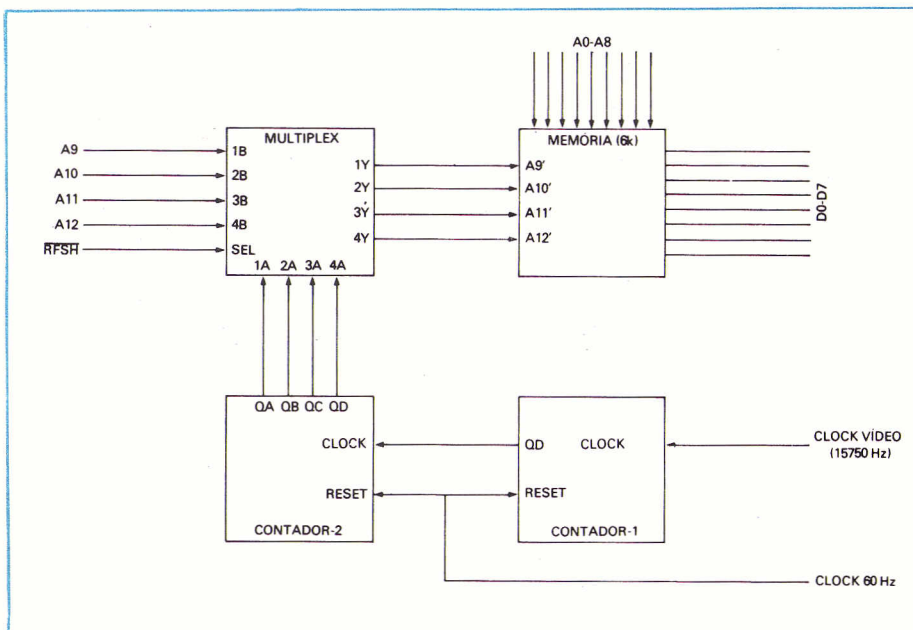 A0-A8
MULTIPLEX
MEMÓRIA (6k)
A9
1B
1Y
A9'
A10
2B
2Y
A10'
A11
3B
3Y
A11'
A12
4B
4Y
A12'
RFSH
SEL
1A 2A 3A 4A
D0-D7
QA QB QC QD
CLOCK
QD
CLOCK
CLOCK VÍDEO
(15750 Hz)
RESET
RESET
CONTADOR-2
CONTADOR-1
CLOCK 60 Hz